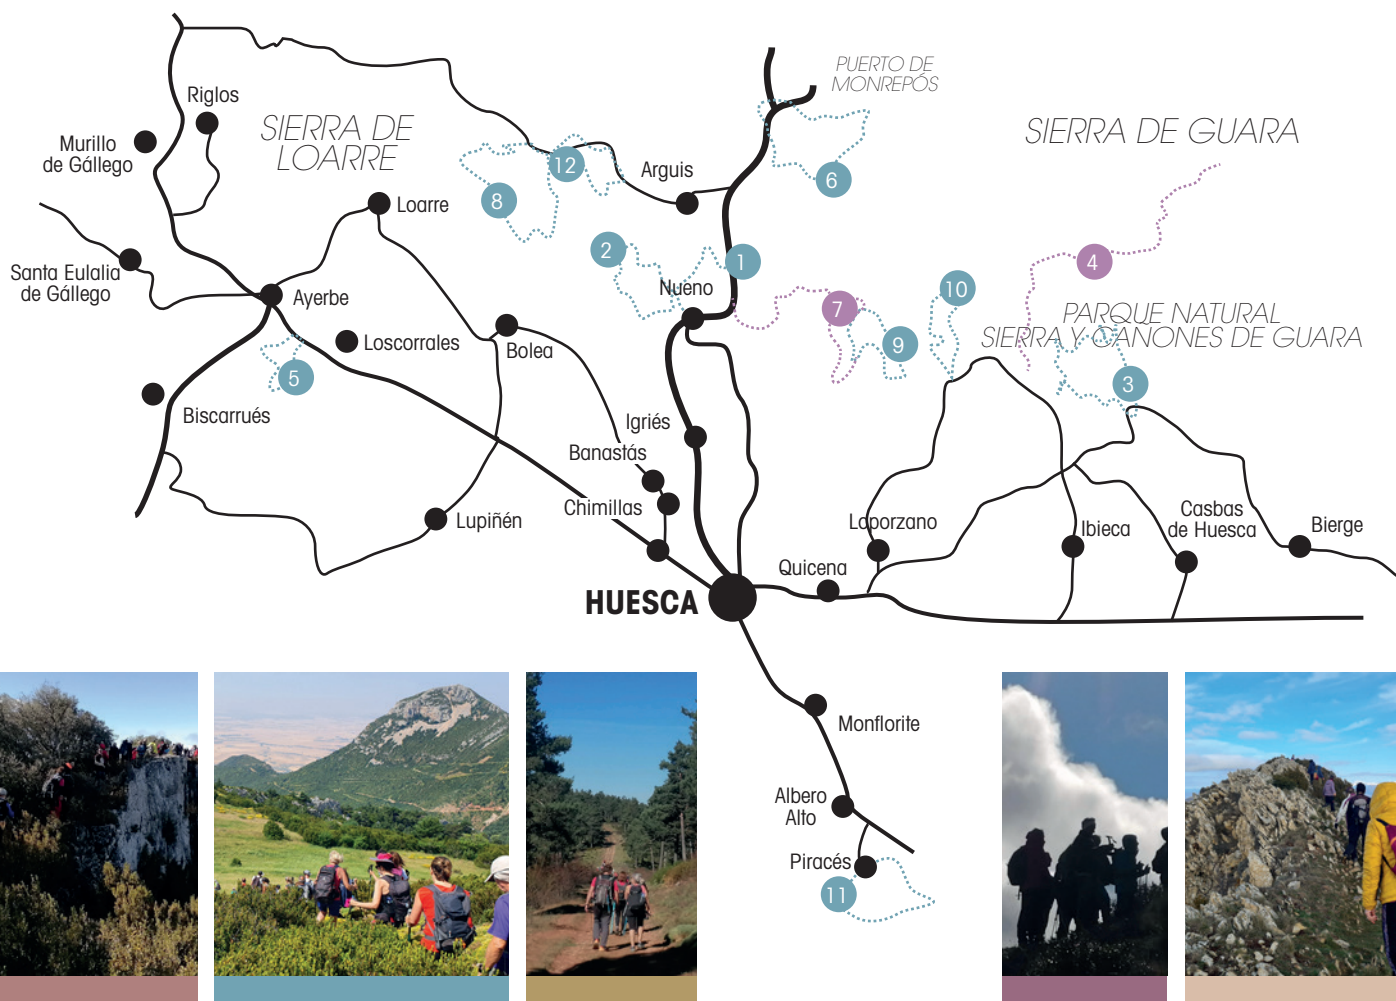 PUERTO DE
MONREPÓS
Riglos
SIERRA DE
LOARRE
SIERRA DE GUARA
Murillo
de Gállego
12
Arguis
6
8
Loarre
2
1
4
Santa Eulalia
de Gállego
Nueno
10
Ayerbe
7
PARQUE NATURAL
SIERRA Y CAÑONES DE GUARA
Loscorrales
Bolea
9
5
3
Biscarrués
Igriés
Banastás
Chimillas
Lupiñén
Loporzano
Ibieca
Casbas
de Huesca
Bierge
Quicena
HUESCA
Monflorite
Albero
Alto
Piracés
11